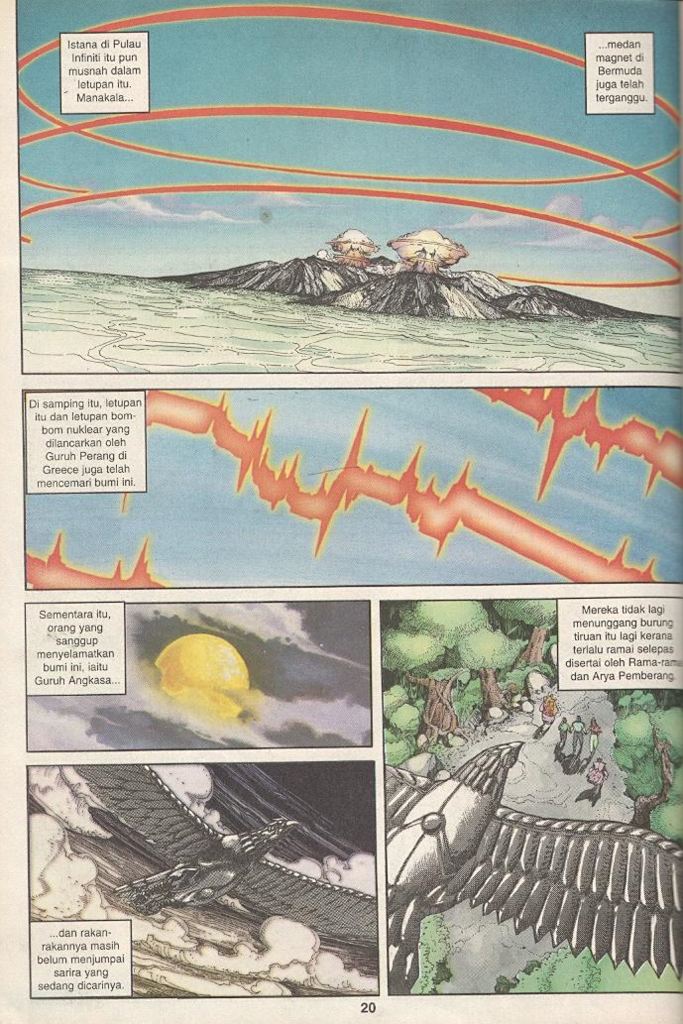 Istana di Pulau
Infiniti itu pun
musnah dalam
letupan itu.
Manakala...
...medan
magnet di
Bermuda
juga telah
terganggu.
Di samping itu, letupan
itu dan letupan bom-
bom nuklear yang
dilancarkan oleh
Guruh Perang di
Greece juga telah
mencemari bumi ini.
Sementara itu,
orang yang
sanggup
menyelamatkan
bumi ini, iaitu
Guruh Angkasa...
Mereka tidak lagi
menunggang burung
tiruan itu lagi kerana
terlalu ramai selepas
disertai oleh Rama-rama
dan Arya Pemberang.
...dan rakan-
rakannya masih
belum menjumpai
sarira yang
sedang dicarinya.
20